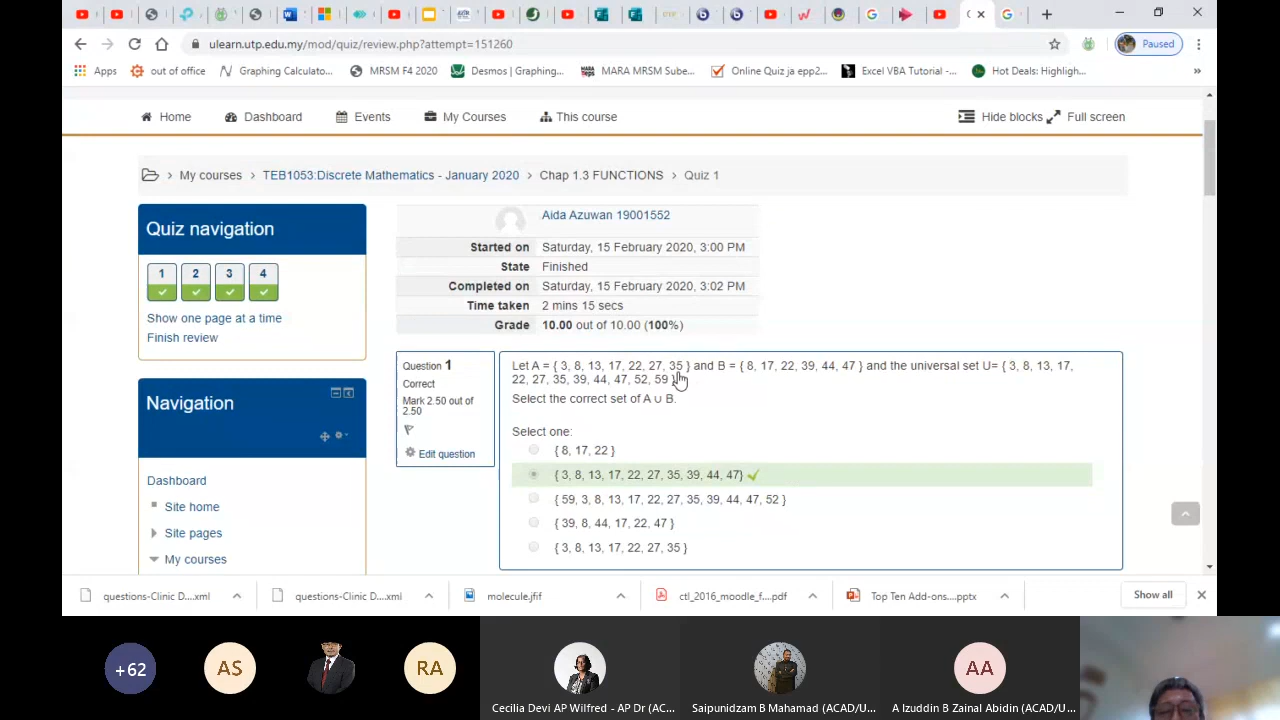 ulearn.utp.edu.my/mod/quiz/review.php?attempt=151260
Paused
Apps out of office Graphing Calculato... MRSM F4 2020 Desmos | Graphing... MARA MRSM Sube... Online Quiz ja epp2... Excel VBA Tutorial -... Hot Deals: Highligh... »
Home Dashboard Events My Courses This course Hide blocks Full screen
My courses TEB1053:Discrete Mathematics - January 2020 Chap 1.3 FUNCTIONS Quiz 1
Quiz navigation
1 2 3 4
Show one page at a time
Finish review
Navigation
Dashboard
Site home
Site pages
My courses
Aida Azuwan 19001552
Started on Saturday, 15 February 2020, 3:00 PM
State Finished
Completed on Saturday, 15 February 2020, 3:02 PM
Time taken 2 mins 15 secs
Grade 10.00 out of 10.00 (100%)
Question 1
Correct
Mark 2.50 out of
2.50
Edit question
Let A = { 3, 8, 13, 17, 22, 27, 35 } and B = { 8, 17, 22, 39, 44, 47 } and the universal set U= { 3, 8, 13, 17,
22, 27, 35, 39, 44, 47, 52, 59 }
Select the correct set of A ∪ B.
Select one:
{ 8, 17, 22 }
{ 3, 8, 13, 17, 22, 27, 35, 39, 44, 47}
{ 59, 3, 8, 13, 17, 22, 27, 35, 39, 44, 47, 52 }
{ 39, 8, 44, 17, 22, 47 }
{ 3, 8, 13, 17, 22, 27, 35 }
questions-Clinic D....xml questions-Clinic D....xml molecule.jfif ctl_2016_moodle_f....pdf Top Ten Add-ons....pptx Show all
+62 AS RA AA
Cecilia Devi AP Wilfred - AP Dr (AC... Saipunidzam B Mahamad (ACAD/U... A Izuddin B Zainal Abidin (ACAD/U...